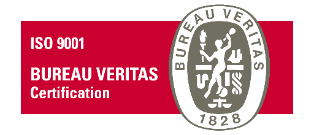 ISO 9001
BUREAU VERITAS
Certification
BUREAU VERITAS
1828